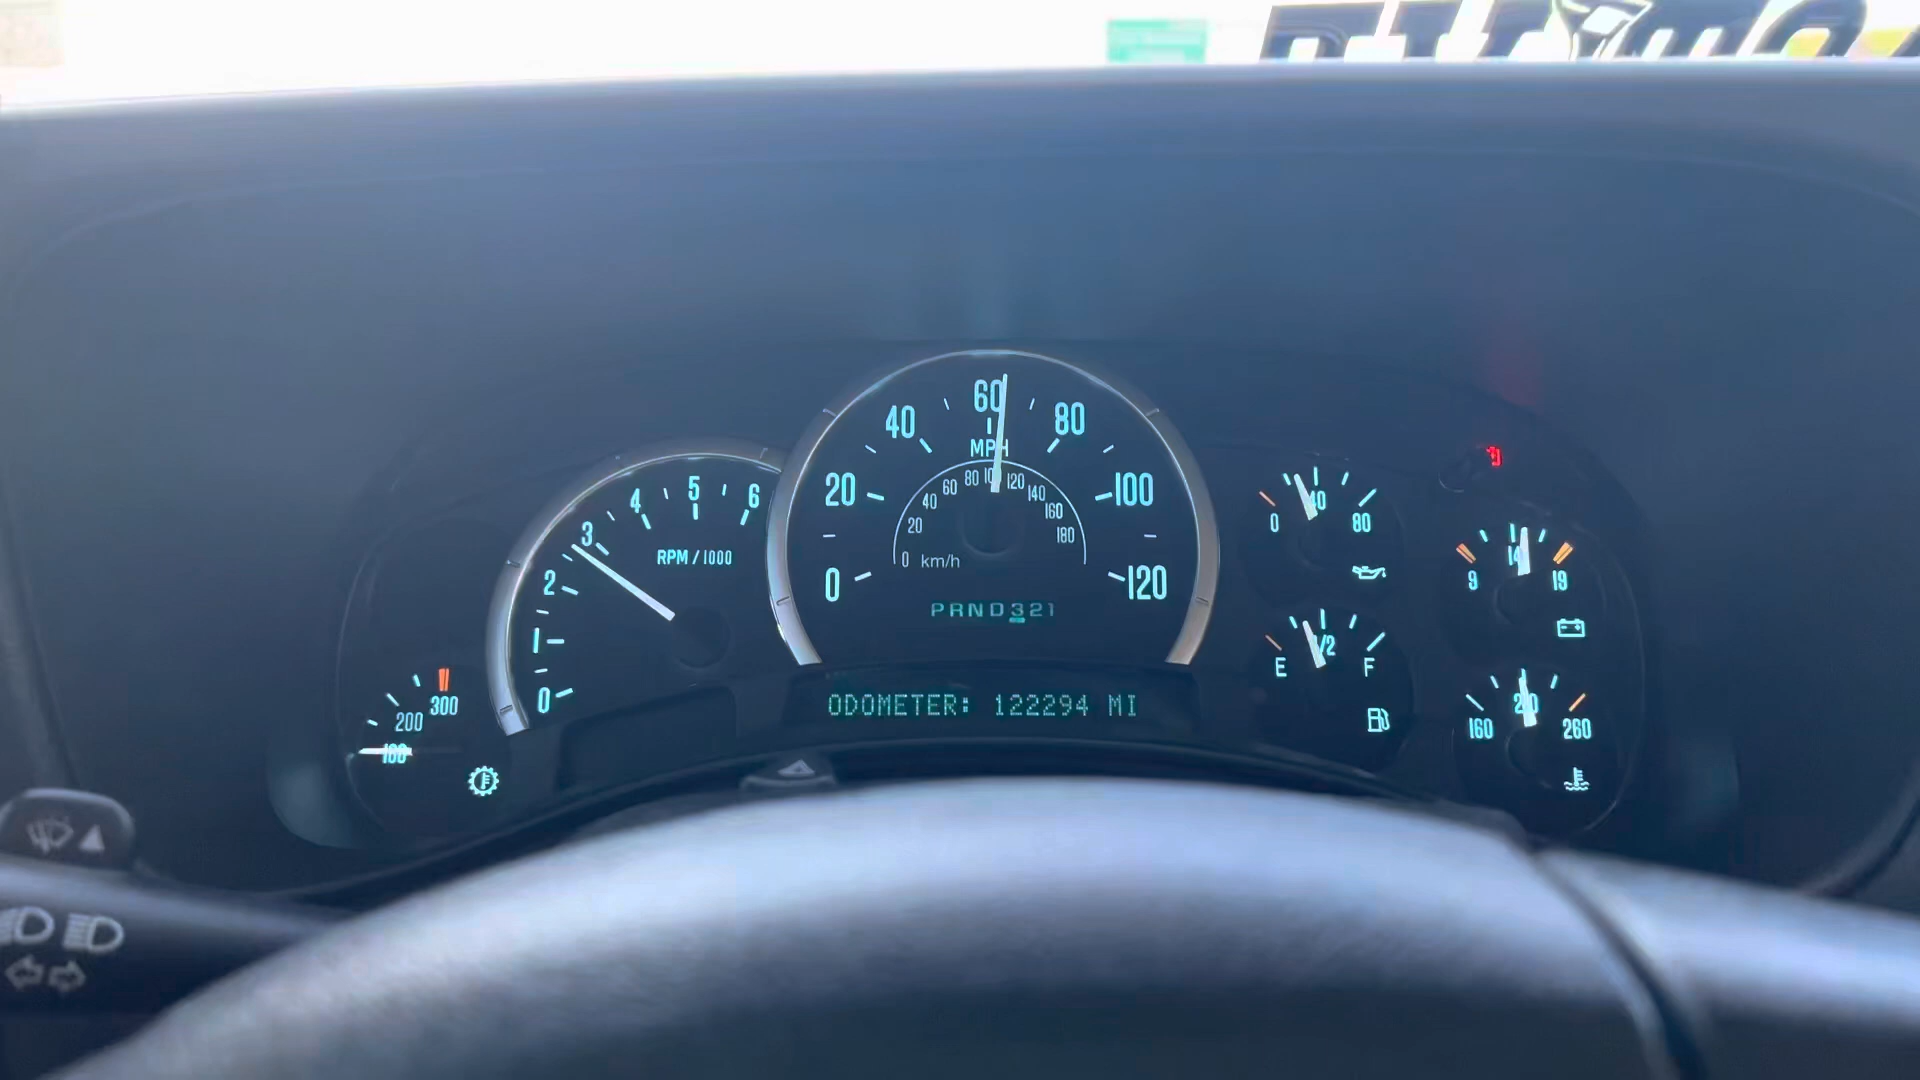 0 1 2 3 4 5 6
RPM / 1000
0 20 40 60 80 100 120
MPH
0 20 40 60 80 100 120 140 160 180
km/h
PRND321
ODOMETER: 122294 MI
100 200 300
0 40 80
E 1/2 F
9 14 19
160 210 260